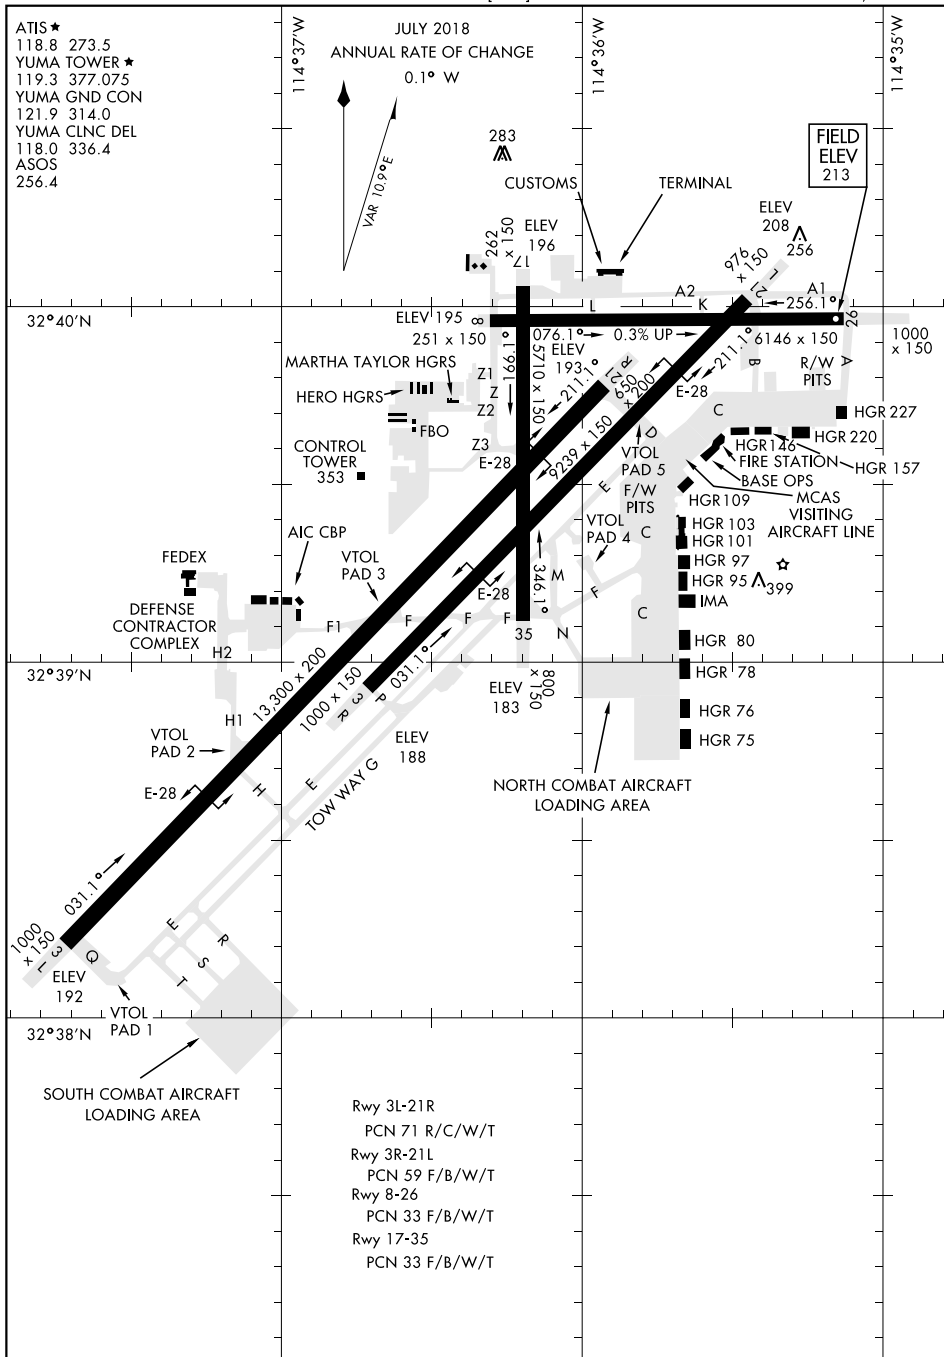 ATIS ★
118.8 273.5
YUMA TOWER ★
119.3 377.075
YUMA GND CON
121.9 314.0
YUMA CLNC DEL
118.0 336.4
ASOS
256.4
JULY 2018
ANNUAL RATE OF CHANGE
0.1° W
VAR 10.9°E
114°37'W
114°36'W
114°35'W
283
CUSTOMS
TERMINAL
FIELD
ELEV
213
ELEV
208
256
262
x 150
ELEV
196
17
976
x 150
21L
A1
A2
L
K
256.1°
32°40'N
ELEV 195
8
26
251 x 150
076.1°
0.3% UP
6146 x 150
1000
x 150
166.1°
5710 x 150
ELEV
193
211.1°
21R
650
x 200
211.1°
E-28
B
R/W
PITS
A
MARTHA TAYLOR HGRS
HERO HGRS
FBO
Z1
Z
Z2
Z3
E-28
CONTROL
TOWER
353
9239 x 150
VTOL
PAD 5
D
C
HGR 227
HGR 220
HGR 157
HGR146
FIRE STATION
BASE OPS
MCAS
VISITING
AIRCRAFT LINE
HGR109
F/W
PITS
E
VTOL
PAD 4
C
HGR 103
HGR 101
HGR 97
HGR 95
399
IMA
HGR 80
HGR 78
HGR 76
HGR 75
AIC CBP
VTOL
PAD 3
FEDEX
DEFENSE
CONTRACTOR
COMPLEX
E-28
346.1°
M
F
C
F1
F
F
F
35
N
H2
32°39'N
13,300 x 200
1000 x 150
3R
031.1°
P
ELEV
183
800
x 150
H1
VTOL
PAD 2
ELEV
188
E-28
H
E
TOW WAY G
NORTH COMBAT AIRCRAFT
LOADING AREA
031.1°
1000
x 150
3L
Q
ELEV
192
E
R
S
T
VTOL
PAD 1
32°38'N
SOUTH COMBAT AIRCRAFT
LOADING AREA
Rwy 3L-21R
PCN 71 R/C/W/T
Rwy 3R-21L
PCN 59 F/B/W/T
Rwy 8-26
PCN 33 F/B/W/T
Rwy 17-35
PCN 33 F/B/W/T